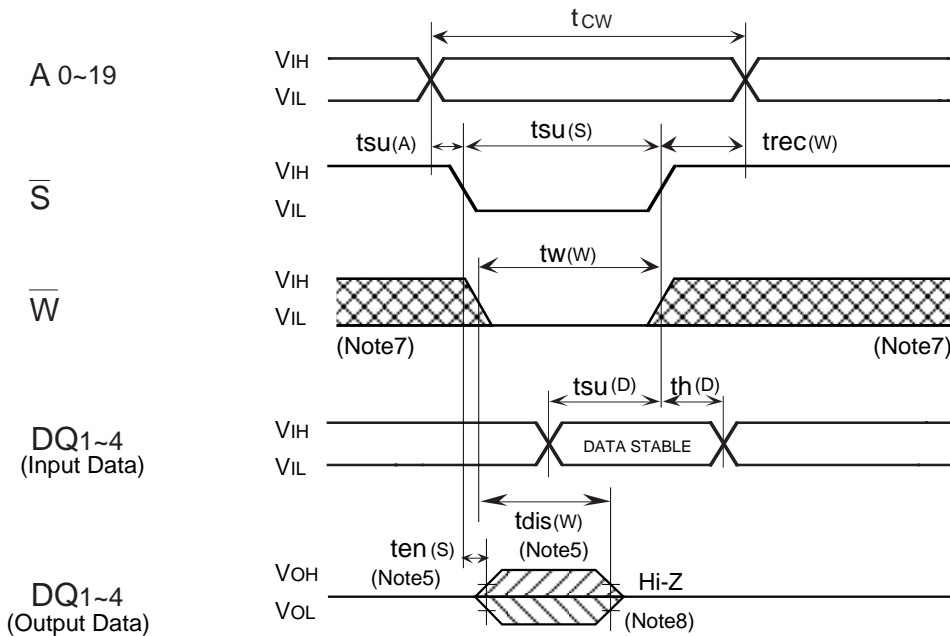 tCW
A 0~19
VIH
VIL
tsu(A)
tsu(S)
trec(W)
S
VIH
VIL
tw(W)
W
VIH
VIL
(Note7)
(Note7)
tsu(D)
th(D)
DQ1~4
(Input Data)
VIH
VIL
DATA STABLE
tdis(W)
(Note5)
ten(S)
(Note5)
DQ1~4
(Output Data)
VOH
VOL
Hi-Z
(Note8)